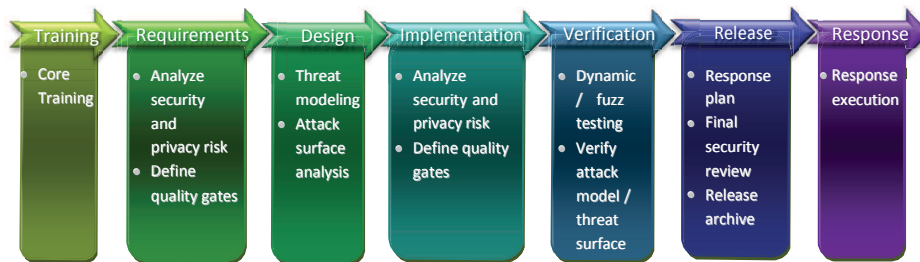 Training
Core
Training
Requirements
Analyze
security
and
privacy risk
Define
quality gates
Design
Threat
modeling
Attack
surface
analysis
Implementation
Analyze
security and
privacy risk
Define quality
gates
Verification
Dynamic
/ fuzz
testing
Verify
attack
model /
threat
surface
Release
Response
plan
Final
security
review
Release
archive
Response
Response
execution